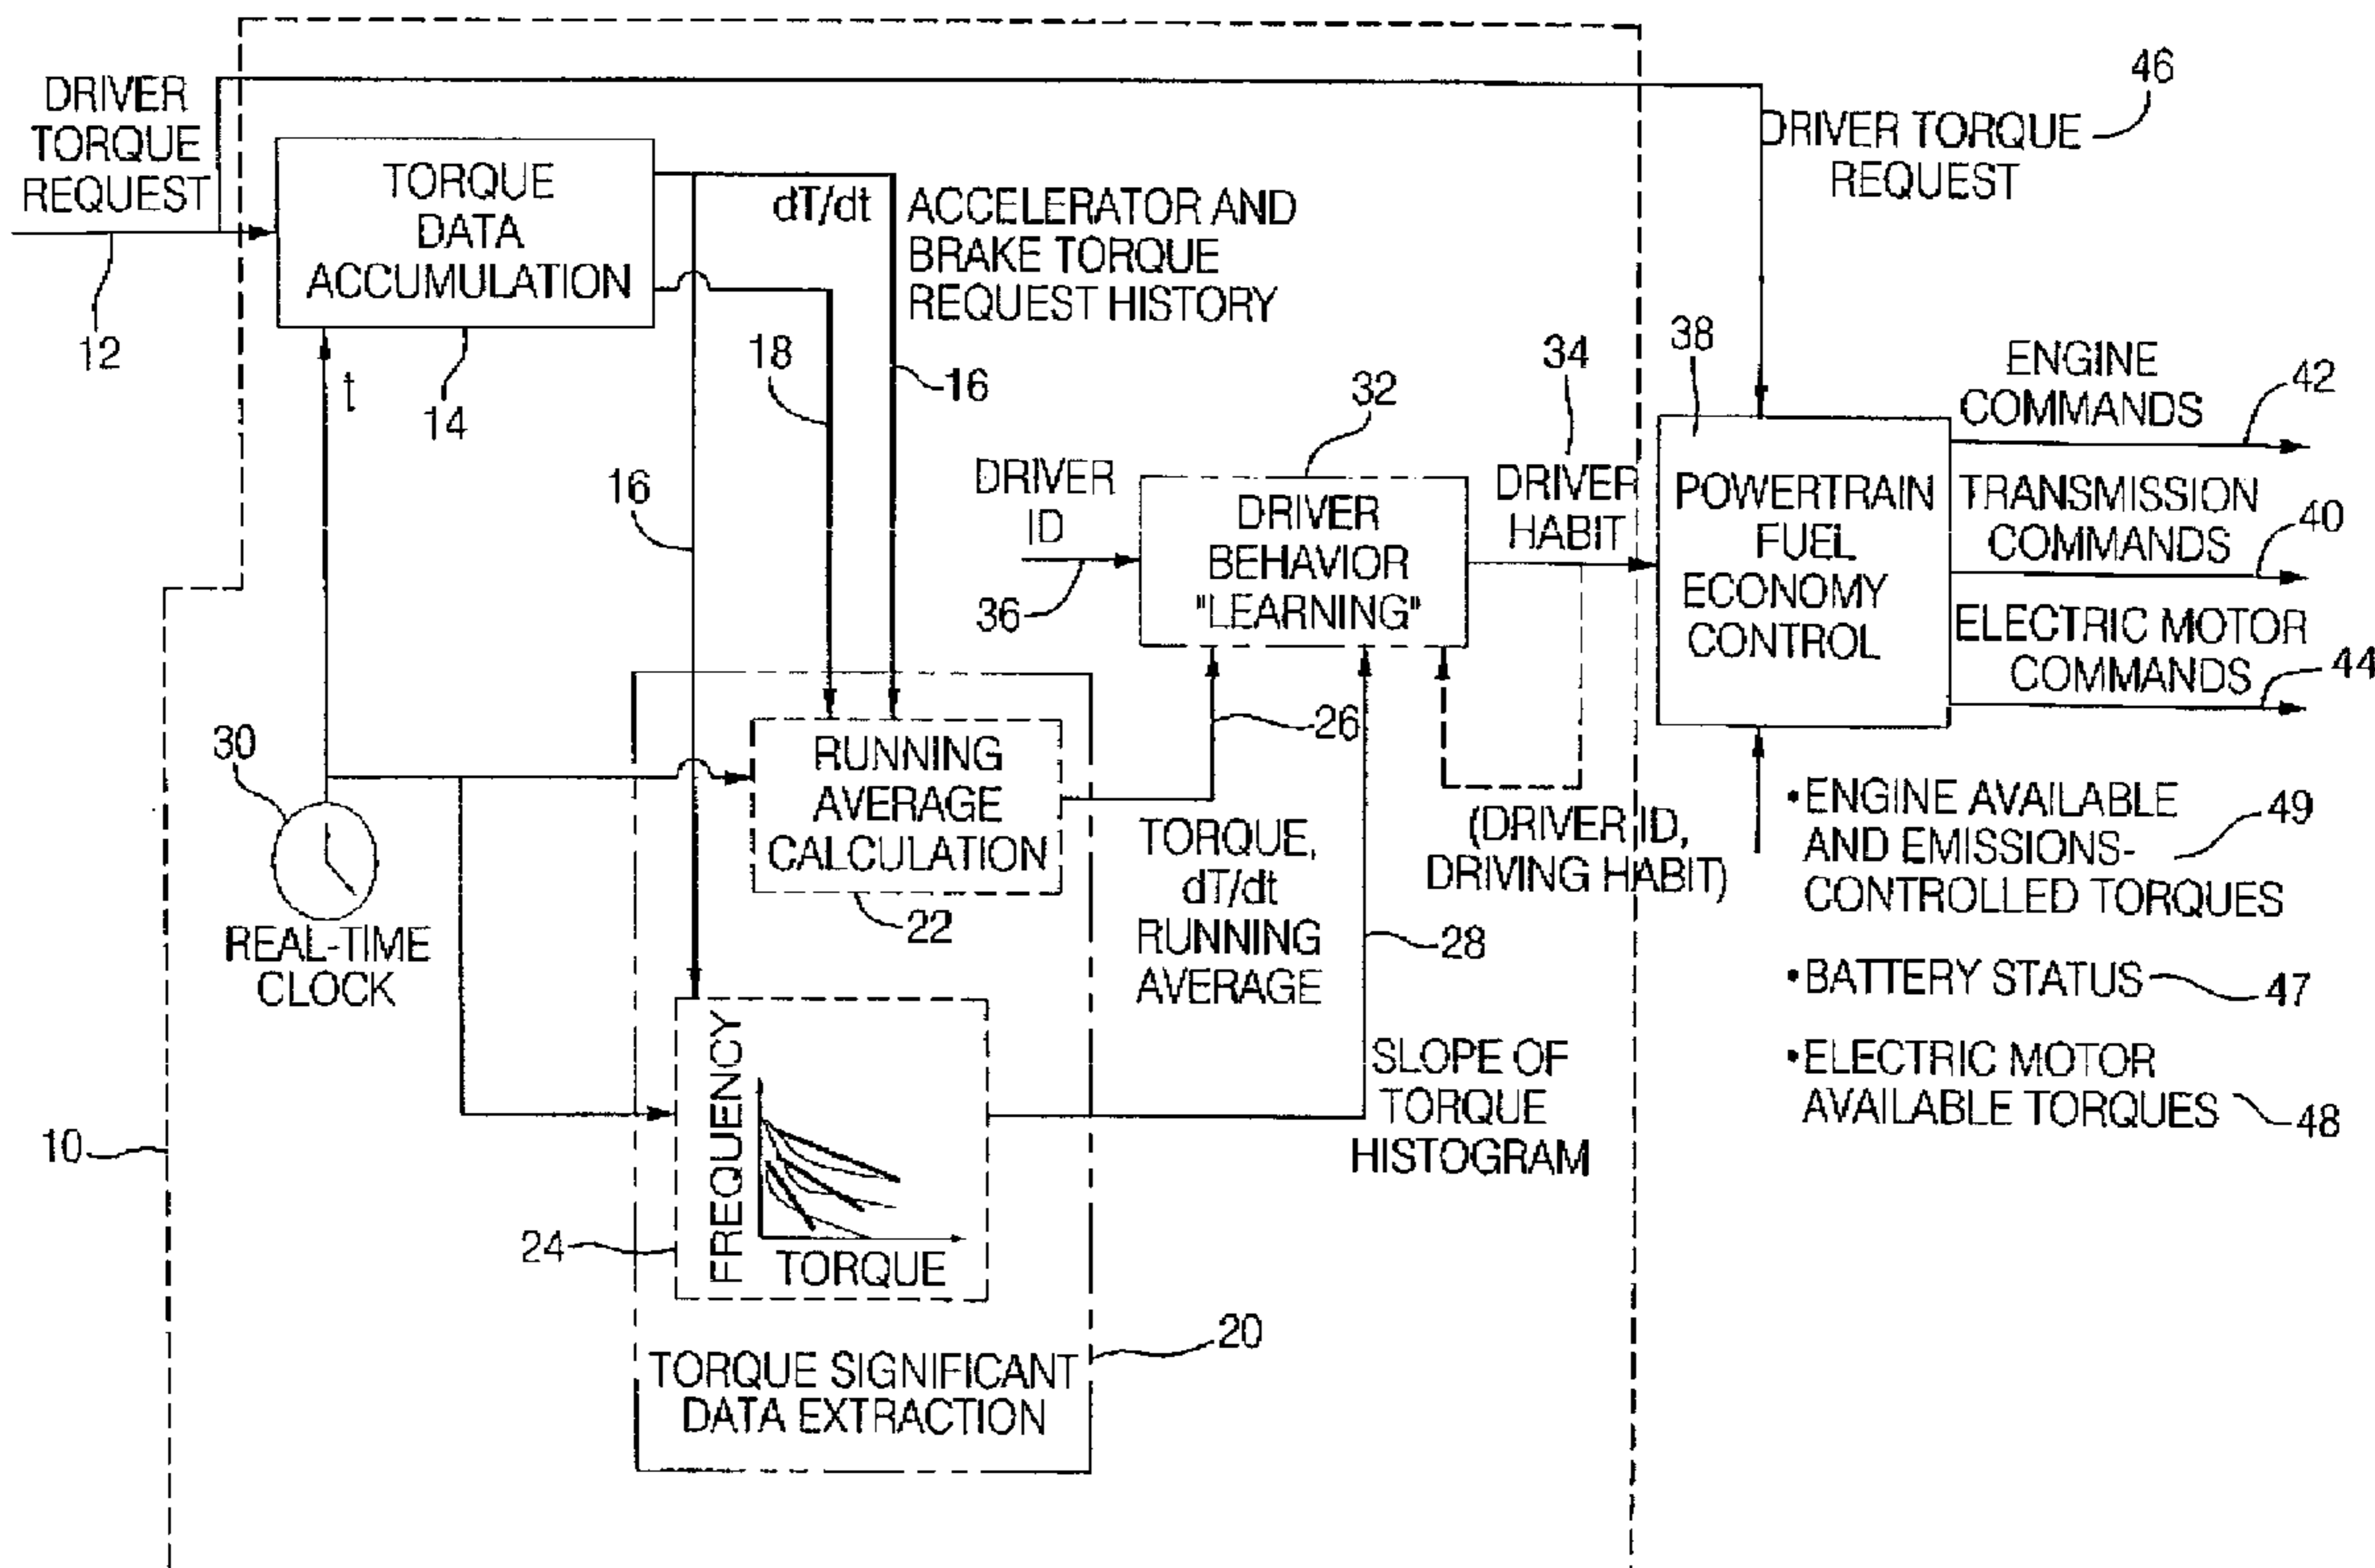 DRIVER
TORQUE
REQUEST
12
TORQUE
DATA
ACCUMULATION
14
t
dT/dt
ACCELERATOR AND
BRAKE TORQUE
REQUEST HISTORY
18
16
16
DRIVER TORQUE
REQUEST
46
DRIVER
ID
36
32
DRIVER
BEHAVIOR
"LEARNING"
34
DRIVER
HABIT
38
POWERTRAIN
FUEL
ECONOMY
CONTROL
ENGINE
COMMANDS
42
TRANSMISSION
COMMANDS
40
ELECTRIC MOTOR
COMMANDS
44
30
REAL-TIME
CLOCK
RUNNING
AVERAGE
CALCULATION
22
26
TORQUE,
dT/dt
RUNNING
AVERAGE
(DRIVER ID,
DRIVING HABIT)
28
•ENGINE AVAILABLE
AND EMISSIONS-
CONTROLLED TORQUES
49
•BATTERY STATUS
47
•ELECTRIC MOTOR
AVAILABLE TORQUES
48
10
FREQUENCY
TORQUE
24
SLOPE OF
TORQUE
HISTOGRAM
TORQUE SIGNIFICANT
DATA EXTRACTION
20